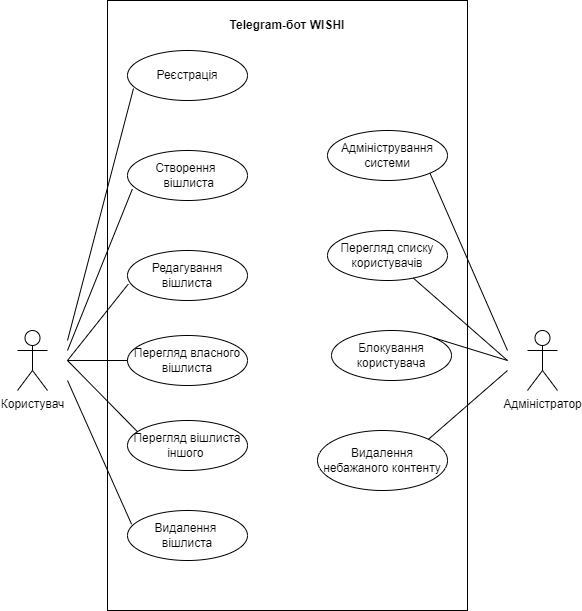 Telegram-бот WISHI
Реєстрація
Створення
вішлиста
Редагування
вішлиста
Перегляд власного
вішлиста
Перегляд вішлиста
іншого
Видалення
вішлиста
Користувач
Адміністрування
системи
Перегляд списку
користувачів
Блокування
користувача
Видалення
небажаного контенту
Адміністратор